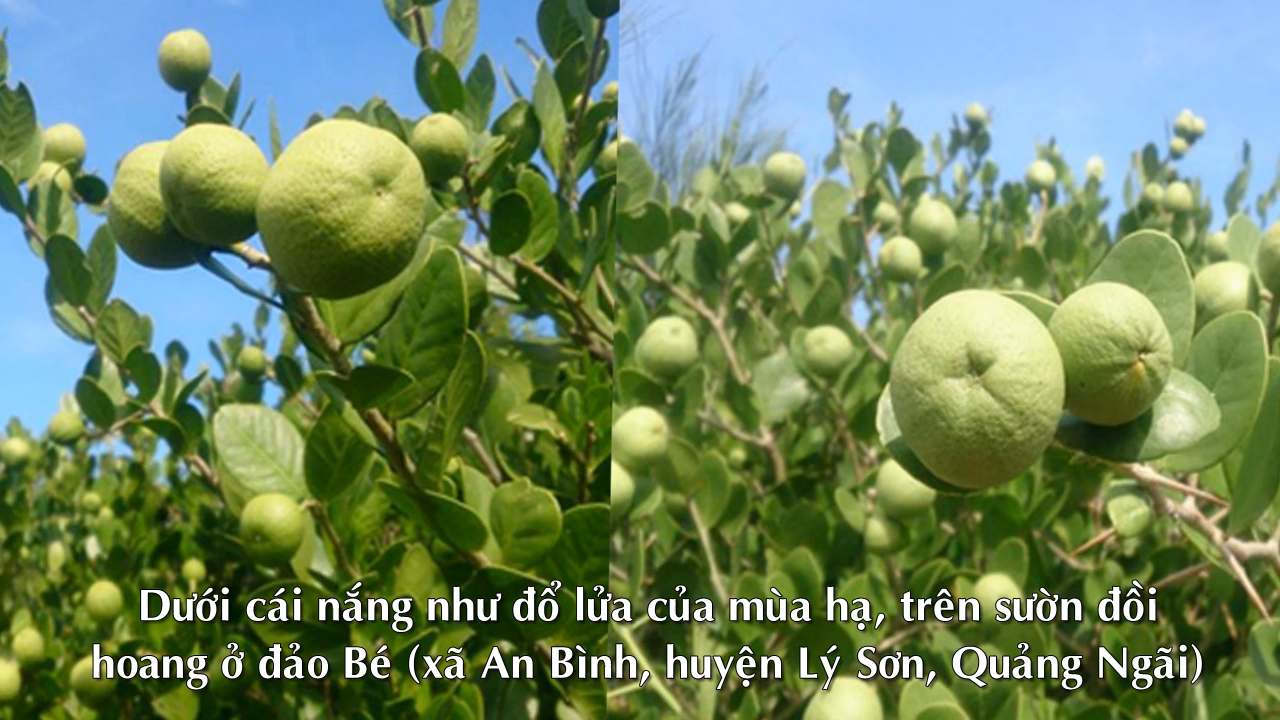 Dưới cái nắng như đổ lửa của mùa hạ, trên sườn đồi
hoang ở đảo Bé (xã An Bình, huyện Lý Sơn, Quảng Ngãi)